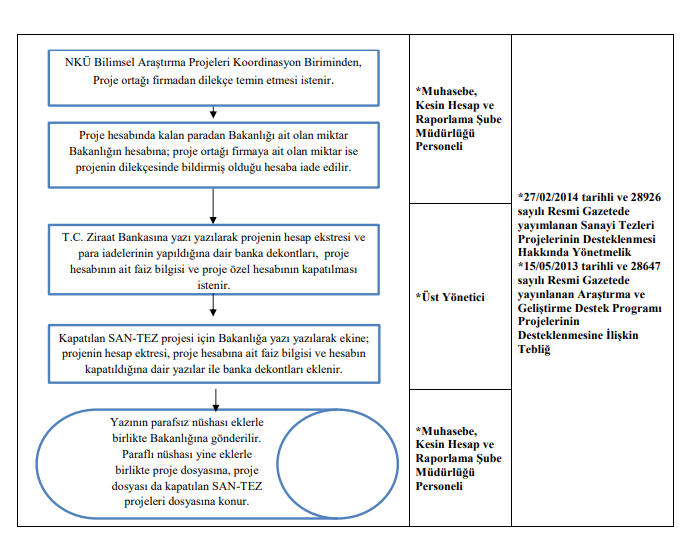 NKÜ Bilimsel Araştırma Projeleri Koordinasyon Biriminden,
Proje ortağı firmadan dilekçe temin etmesi istenir.
Proje hesabında kalan paradan Bakanlığı ait olan miktar
Bakanlığın hesabına; proje ortağı firmaya ait olan miktar ise
projenin dilekçesinde bildirmiş olduğu hesaba iade edilir.
T.C. Ziraat Bankasına yazı yazılarak projenin hesap ekstresi ve
para iadelerinin yapıldığına dair banka dekontları, proje
hesabının ait faiz bilgisi ve proje özel hesabının kapatılması
istenir.
Kapatılan SAN-TEZ projesi için Bakanlığa yazı yazılarak ekine;
projenin hesap ektresi, proje hesabına ait faiz bilgisi ve hesabın
kapatıldığına dair yazılar ile banka dekontları eklenir.
Yazının parafsız nüshası eklerle
birlikte Bakanlığına gönderilir.
Paraflı nüshası yine eklerle
birlikte proje dosyasına, proje
dosyası da kapatılan SAN-TEZ
projeleri dosyasına konur.
*Muhasebe,
Kesin Hesap ve
Raporlama Şube
Müdürlüğü
Personeli
*Üst Yönetici
*Muhasebe,
Kesin Hesap ve
Raporlama Şube
Müdürlüğü
Personeli
*27/02/2014 tarihli ve 28926
sayılı Resmi Gazetede
yayımlanan Sanayi Tezleri
Projelerinin Desteklenmesi
Hakkında Yönetmelik
*15/05/2013 tarihli ve 28647
sayılı Resmi Gazetede
yayınlanan Araştırma ve
Geliştirme Destek Programı
Projelerinin
Desteklenmesine İlişkin
Tebliğ